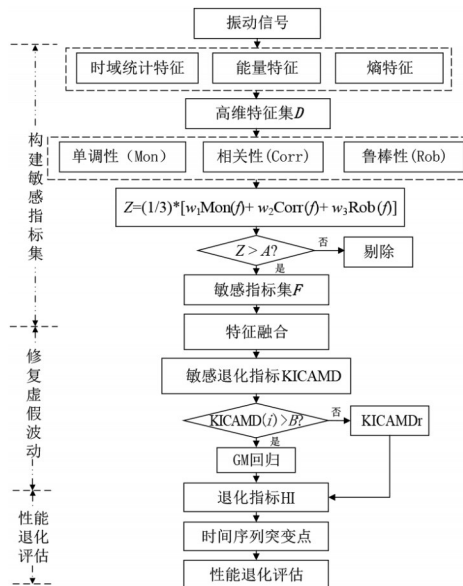 振动信号
时域统计特征
能量特征
熵特征
高维特征集D
单调性（Mon)
相关性(Corr)
鲁棒性(Rob)
Z=(1/3)*[w₁Mon(f)+ w₂Corr(f)+ w₃Rob(f)]
Z > A?
否
剔除
是
敏感指标集F
特征融合
敏感退化指标KICAMD
KICAMD(i)>B?
否
KICAMDr
是
GM回归
退化指标HI
时间序列突变点
性能退化评估
构建敏感指标集
修复虚假波动
性能
退化
评估